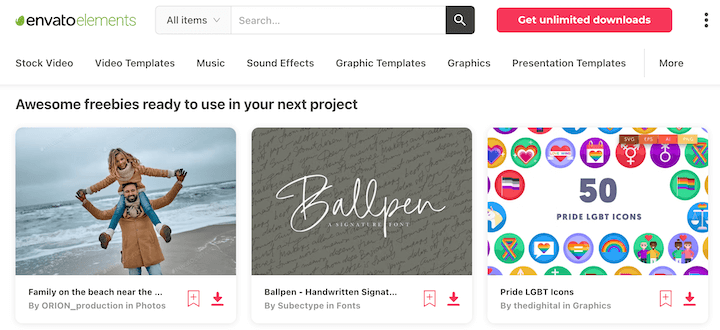 envatoelements
All items
Search...
Get unlimited downloads
Stock Video
Video Templates
Music
Sound Effects
Graphic Templates
Graphics
Presentation Templates
More
Awesome freebies ready to use in your next project
Ballpen
A SIGNATURE FONT
SVG EPS AI
50
PRIDE LGBT ICONS
Family on the beach near the ...
By ORION_production in Photos
Ballpen - Handwritten Signat...
By Subectype in Fonts
Pride LGBT Icons
By thedighital in Graphics